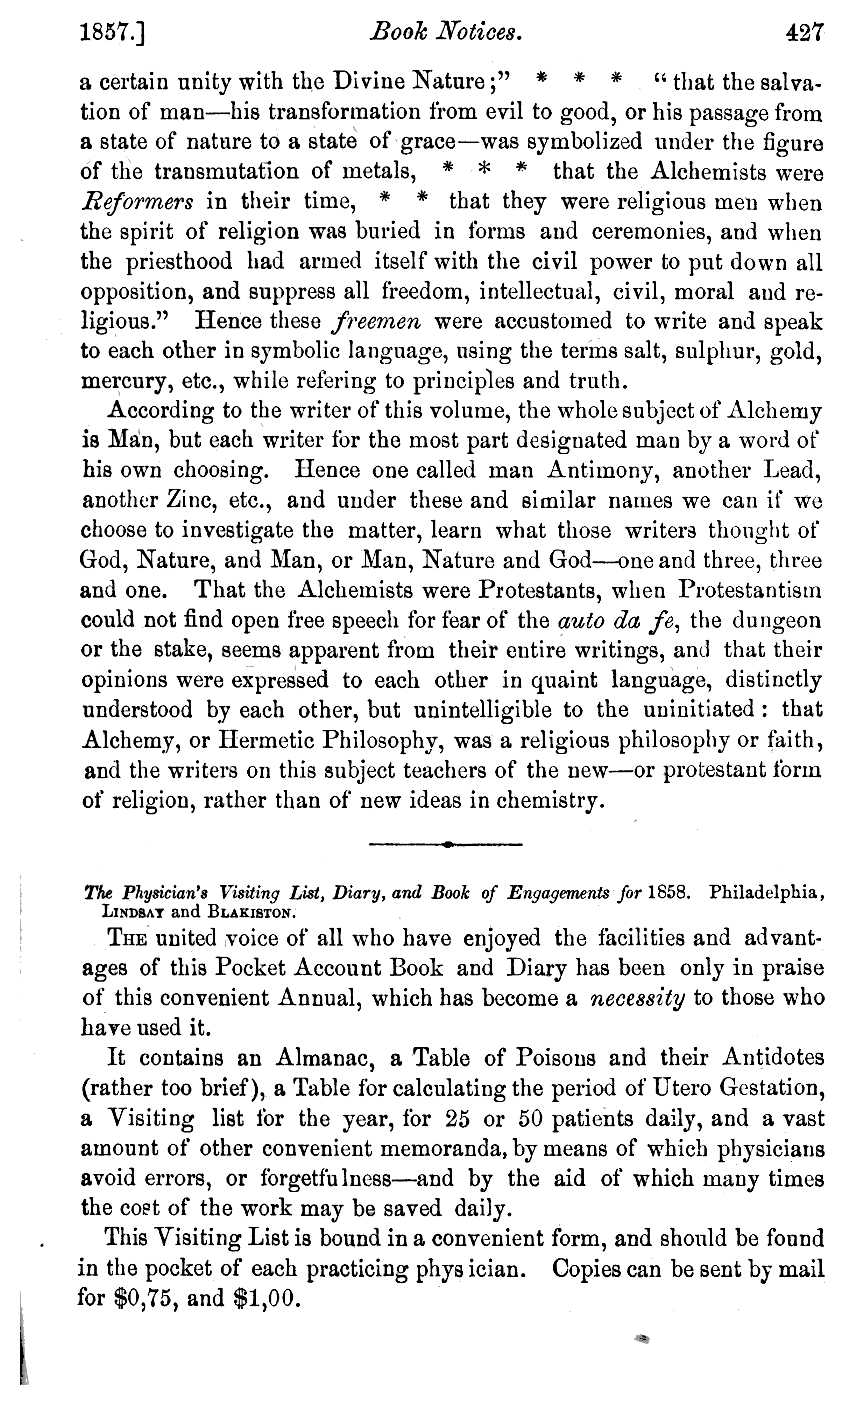 1857.] Book Notices. 427
a certain unity with the Divine Nature;” * * * “that the salva-
tion of man—his transformation from evil to good, or his passage from
a state of nature to a state of grace—was symbolized under the figure
of the transmutation of metals, * * * that the Alchemists were
Reformers in their time, * * that they were religious men when
the spirit of religion was buried in forms and ceremonies, and when
the priesthood had armed itself with the civil power to put down all
opposition, and suppress all freedom, intellectual, civil, moral and re-
ligious.” Hence these freemen were accustomed to write and speak
to each other in symbolic language, using the terms salt, sulphur, gold,
mercury, etc., while refering to principles and truth.
According to the writer of this volume, the whole subject of Alchemy
is Man, but each writer for the most part designated man by a word of
his own choosing. Hence one called man Antimony, another Lead,
another Zinc, etc., and under these and similar names we can if we
choose to investigate the matter, learn what those writers thought of
God, Nature, and Man, or Man, Nature and God—one and three, three
and one. That the Alchemists were Protestants, when Protestantism
could not find open free speech for fear of the auto da fe, the dungeon
or the stake, seems apparent from their entire writings, and that their
opinions were expressed to each other in quaint language, distinctly
understood by each other, but unintelligible to the uninitiated: that
Alchemy, or Hermetic Philosophy, was a religious philosophy or faith,
and the writers on this subject teachers of the new—or protestant form
of religion, rather than of new ideas in chemistry.
The Physician's Visiting List, Diary, and Book of Engagements for 1858. Philadelphia,
LINDSAY and BLAKISTON.
THE united voice of all who have enjoyed the facilities and advant-
ages of this Pocket Account Book and Diary has been only in praise
of this convenient Annual, which has become a necessity to those who
have used it.
It contains an Almanac, a Table of Poisons and their Antidotes
(rather too brief), a Table for calculating the period of Utero Gestation,
a Visiting list for the year, for 25 or 50 patients daily, and a vast
amount of other convenient memoranda, by means of which physicians
avoid errors, or forgetfulness—and by the aid of which many times
the cost of the work may be saved daily.
This Visiting List is bound in a convenient form, and should be found
in the pocket of each practicing phys ician. Copies can be sent by mail
for $0,75, and $1,00.